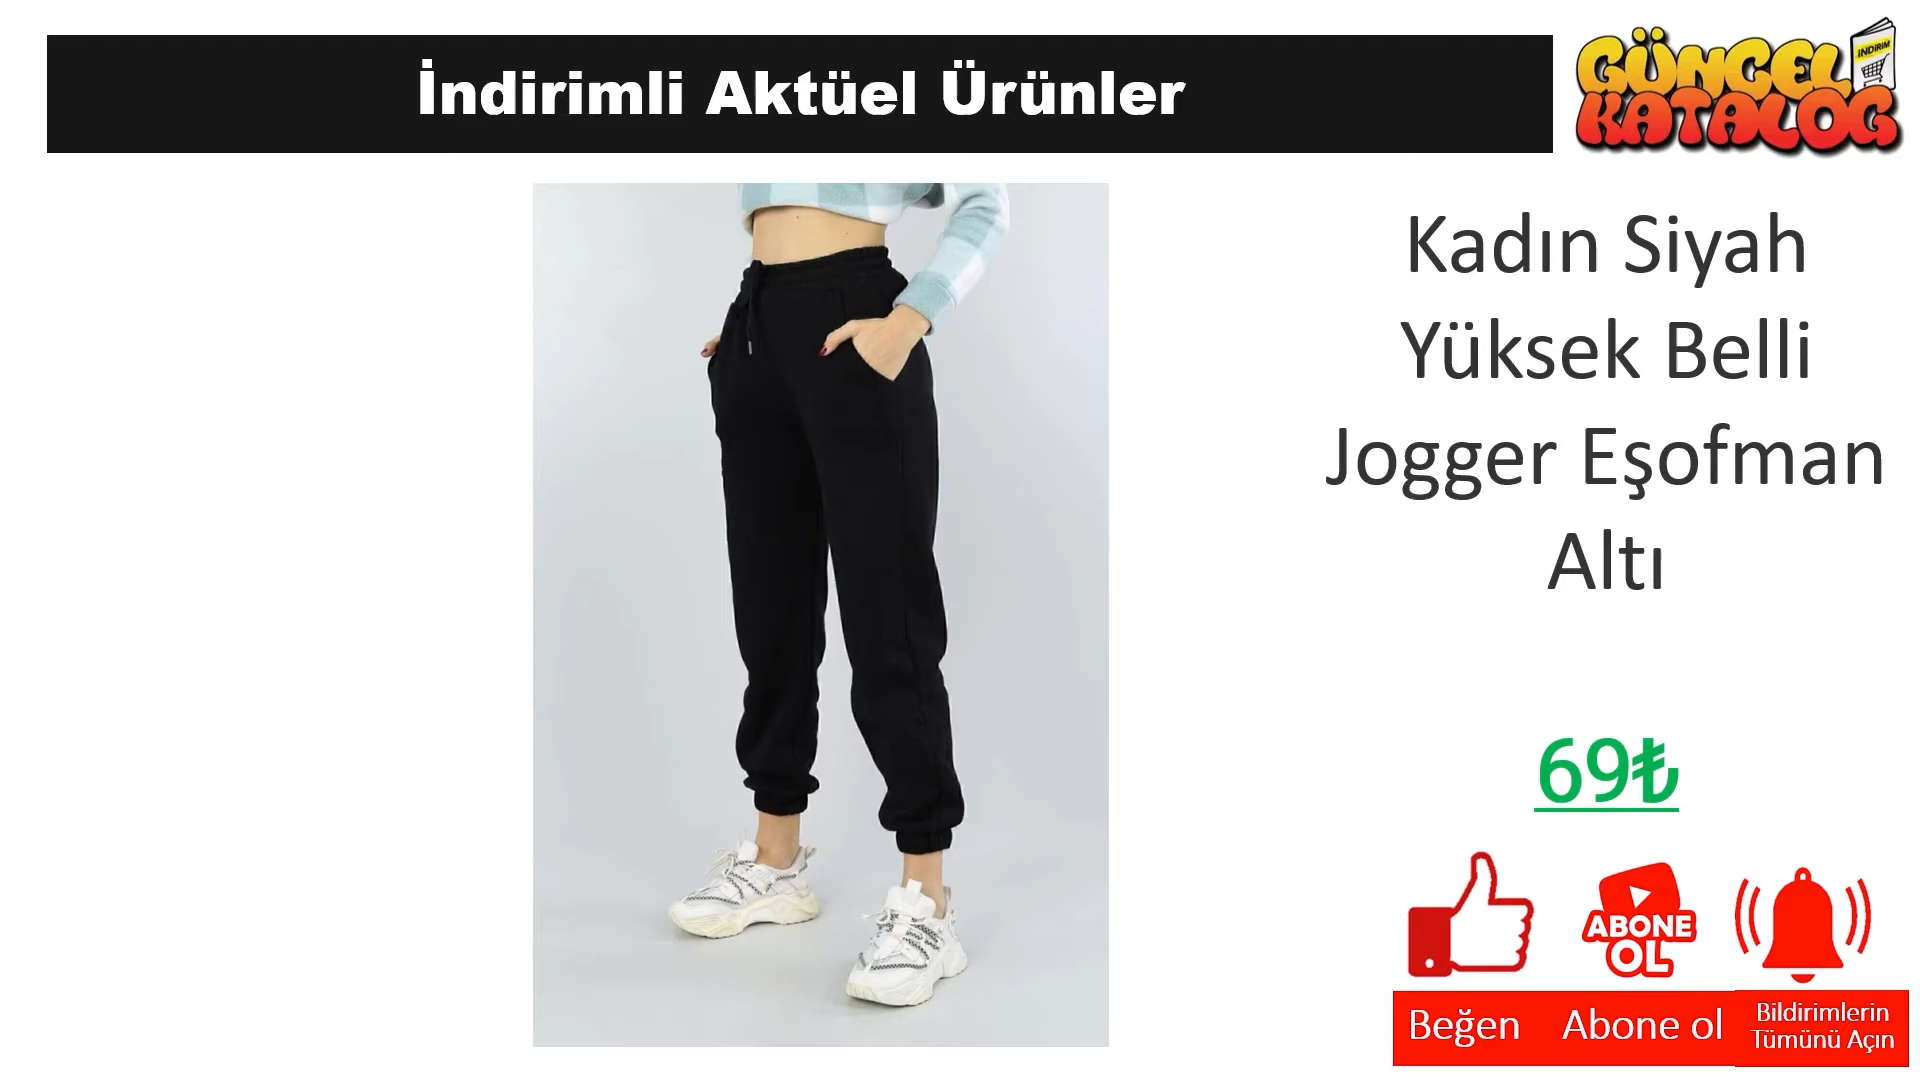 İndirimli Aktüel Ürünler
GÜNCEL
KATALOG
İNDİRİM
Kadın Siyah
Yüksek Belli
Jogger Eşofman
Altı
69₺
ABONE
OL
Beğen
Abone ol
Bildirimlerin
Tümünü Açın